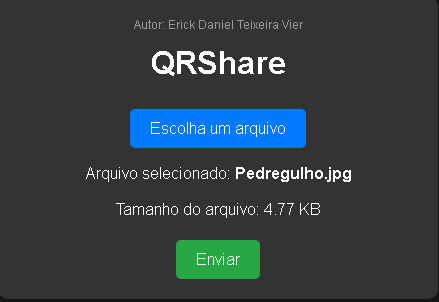 Autor: Erick Daniel Teixeira Vier
QRShare
Escolha um arquivo
Arquivo selecionado: Pedregulho.jpg
Tamanho do arquivo: 4.77 KB
Enviar